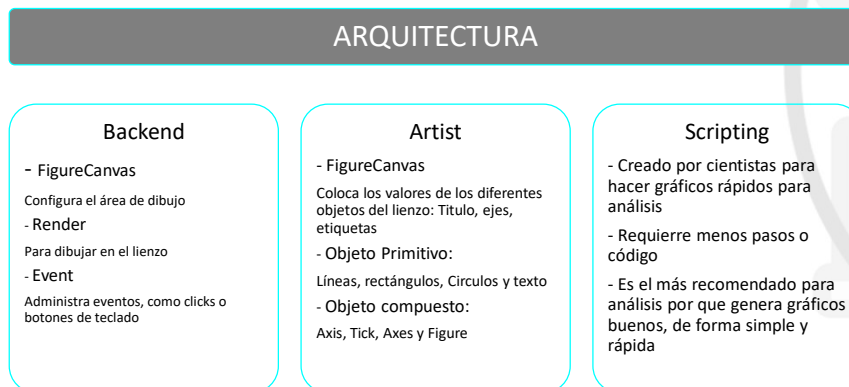 ARQUITECTURA
Backend
- FigureCanvas
Configura el área de dibujo
- Render
Para dibujar en el lienzo
- Event
Administra eventos, como clicks o
botones de teclado
Artist
- FigureCanvas
Coloca los valores de los diferentes
objetos del lienzo: Titulo, ejes,
etiquetas
- Objeto Primitivo:
Líneas, rectángulos, Circulos y texto
- Objeto compuesto:
Axis, Tick, Axes y Figure
Scripting
- Creado por cientistas para
hacer gráficos rápidos para
análisis
- Requierre menos pasos o
código
- Es el más recomendado para
análisis por que genera gráficos
buenos, de forma simple y
rápida